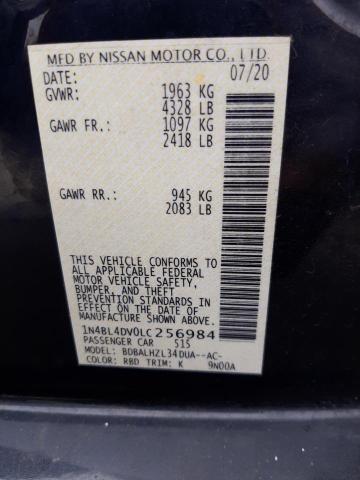 MFD BY NISSAN MOTOR CO., LTD.
DATE: 07/20
GVWR: 1963 KG
4328 LB
GAWR FR.: 1097 KG
2418 LB
GAWR RR.: 945 KG
2083 LB
THIS VEHICLE CONFORMS TO
ALL APPLICABLE FEDERAL
MOTOR VEHICLE SAFETY,
BUMPER, AND THEFT
PREVENTION STANDARDS IN
EFFECT ON THE DATE OF
MANUFACTURE SHOWN ABOVE.
1N4BL4DV0LC256984
PASSENGER CAR 515
MODEL: BDBALHZL34DUA--AC-
COLOR: RBD TRIM: K 9N00A